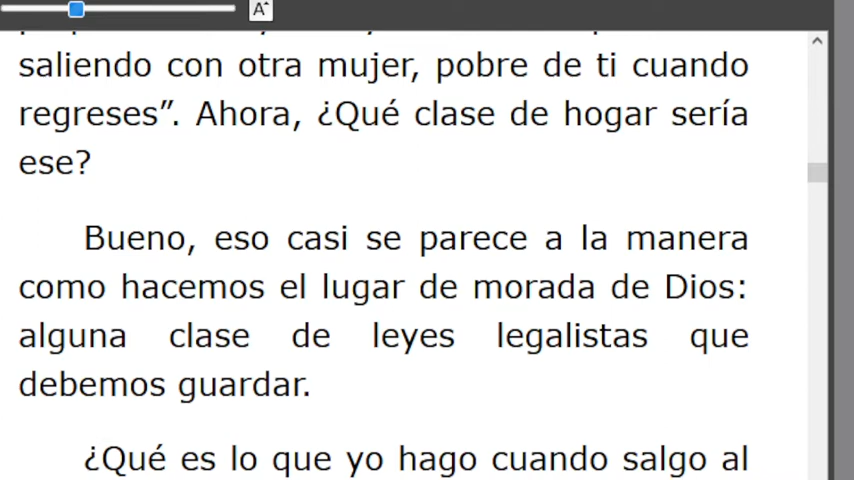 A
saliendo con otra mujer, pobre de ti cuando
regreses”. Ahora, ¿Qué clase de hogar sería
ese?
Bueno, eso casi se parece a la manera
como hacemos el lugar de morada de Dios:
alguna clase de leyes legalistas que
debemos guardar.
¿Qué es lo que yo hago cuando salgo al